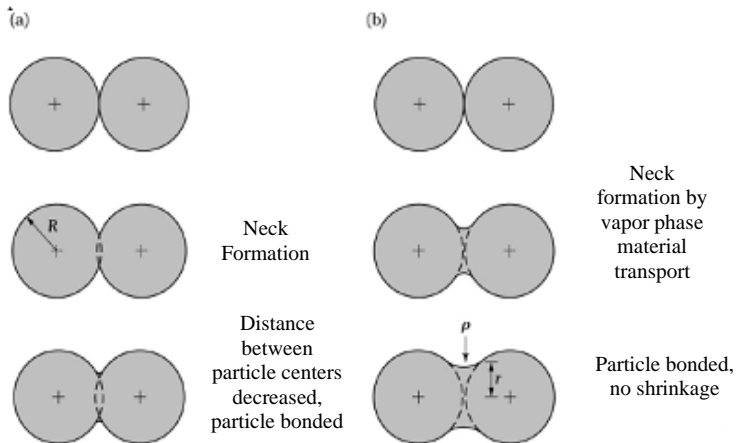 (a)
(b)
R
Neck
Formation
Neck
formation by
vapor phase
material
transport
Distance
between
particle centers
decreased,
particle bonded
ρ
r
Particle bonded,
no shrinkage